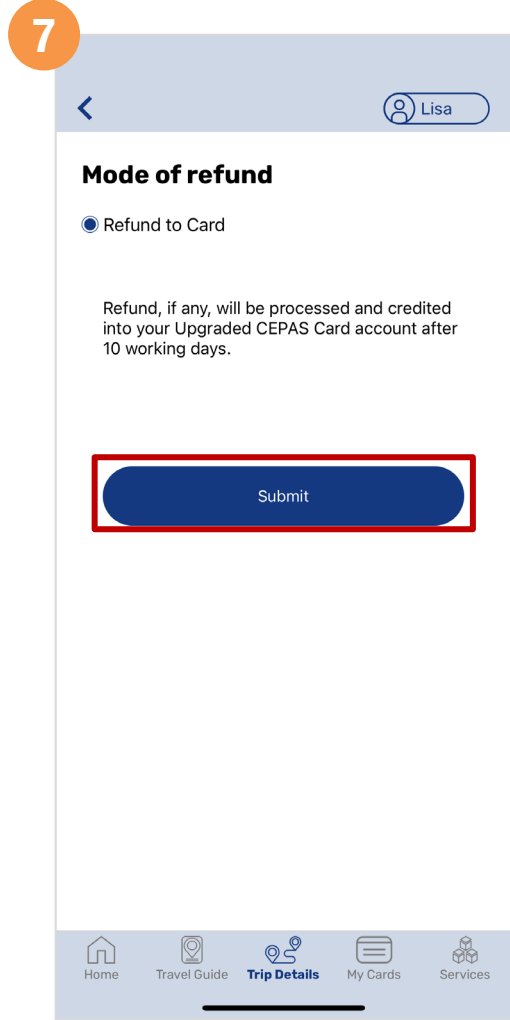 7
Lisa
Mode of refund
Refund to Card
Refund, if any, will be processed and credited
into your Upgraded CEPAS Card account after
10 working days.
Submit
Home
Travel Guide
Trip Details
My Cards
Services